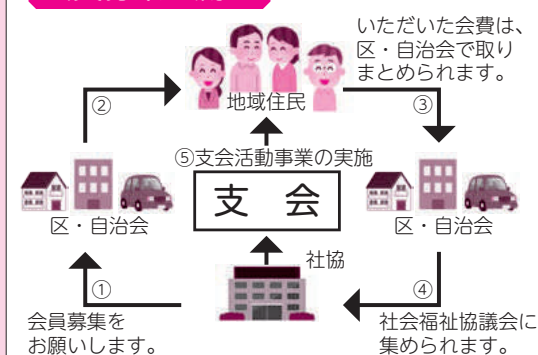 いただいた会費は、
区・自治会で取り
まとめられます。
②
地域住民
③
⑤支会活動事業の実施
支会
区・自治会
区・自治会
社協
①
④
会員募集を
お願いします。
社会福祉協議会に
集められます。